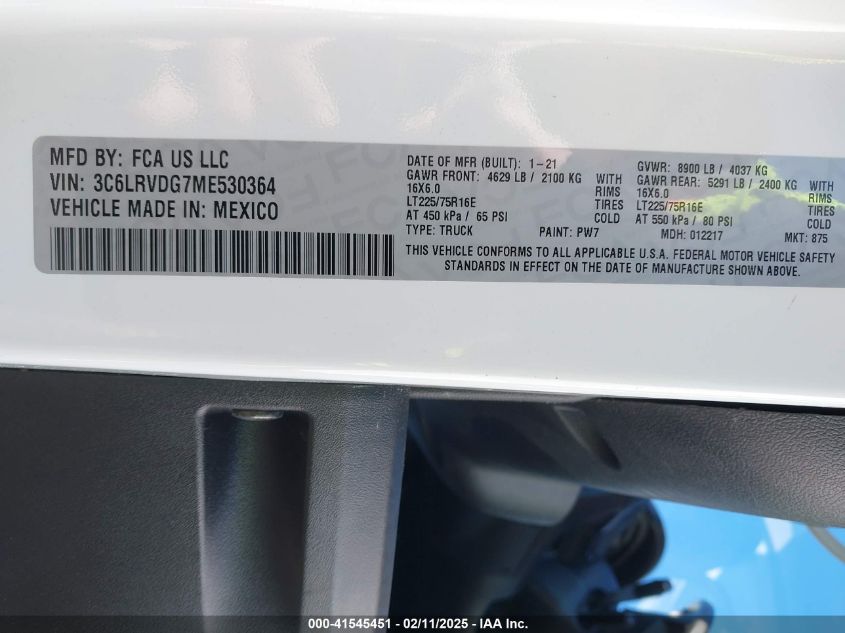 MFD BY: FCA US LLC
VIN: 3C6LRVDG7ME530364
VEHICLE MADE IN: MEXICO
DATE OF MFR (BUILT): 1-21
GVWR: 8900 LB / 4037 KG
GAWR FRONT: 4629 LB / 2100 KG WITH
GAWR REAR: 5291 LB / 2400 KG WITH
16X6.0 RIMS
16X6.0 RIMS
LT225/75R16E TIRES
LT225/75R16E TIRES
AT 450 kPa / 65 PSI COLD
AT 550 kPa / 80 PSI COLD
TYPE: TRUCK PAINT: PW7 MDH: 012217 MKT: 875
THIS VEHICLE CONFORMS TO ALL APPLICABLE U.S.A. FEDERAL MOTOR VEHICLE SAFETY
STANDARDS IN EFFECT ON THE DATE OF MANUFACTURE SHOWN ABOVE.
000-41545451 - 02/11/2025 - Copyright © 2025 IAA, Inc.